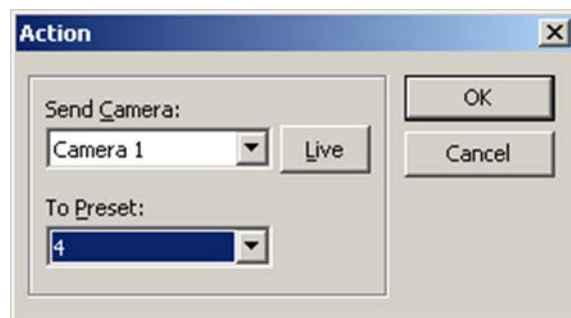 Action
Send Camera:
Camera 1
Live
To Preset:
4
OK
Cancel